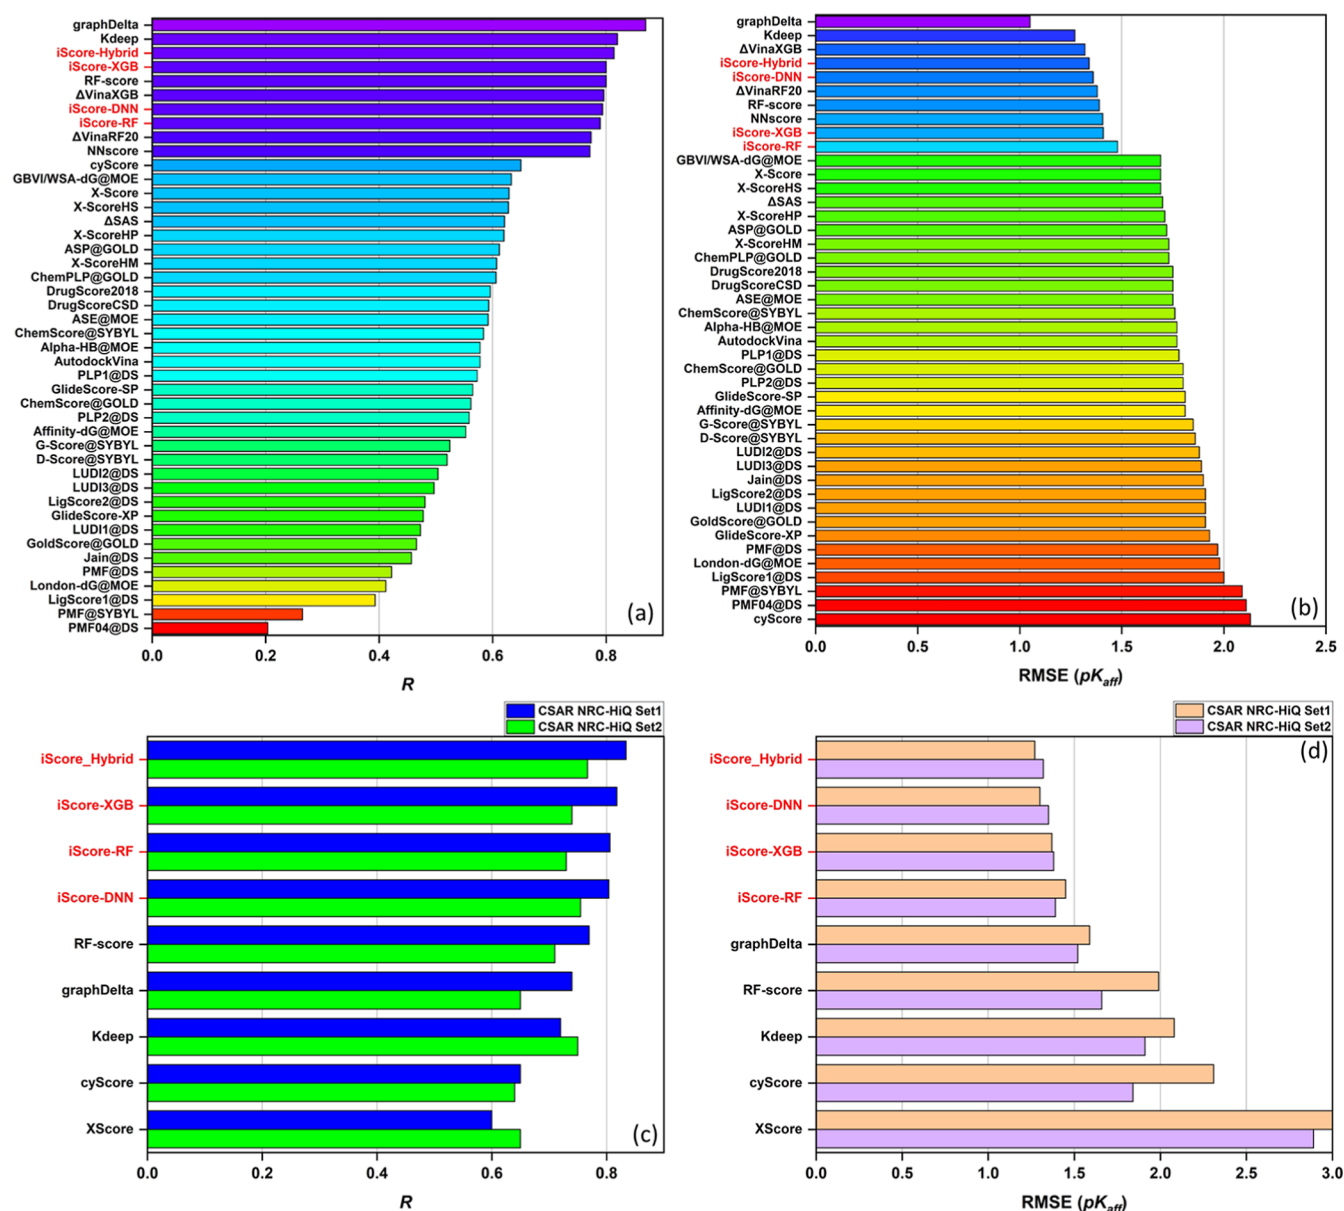 graphDelta
Kdeep
iScore-Hybrid
iScore-XGB
RF-score
ΔVinaXGB
iScore-DNN
iScore-RF
ΔVinaRF20
NNscore
cyScore
GBVI/WSA-dG@MOE
X-Score
X-ScoreHS
ΔSAS
X-ScoreHP
ASP@GOLD
X-ScoreHM
ChemPLP@GOLD
DrugScore2018
DrugScoreCSD
ASE@MOE
ChemScore@SYBYL
Alpha-HB@MOE
AutodockVina
PLP1@DS
GlideScore-SP
ChemScore@GOLD
PLP2@DS
Affinity-dG@MOE
G-Score@SYBYL
D-Score@SYBYL
LUDI2@DS
LUDI3@DS
LigScore2@DS
GlideScore-XP
LUDI1@DS
GoldScore@GOLD
Jain@DS
PMF@DS
London-dG@MOE
LigScore1@DS
PMF@SYBYL
PMF04@DS
(a)
0.0 0.2 0.4 0.6 0.8
R
graphDelta
Kdeep
ΔVinaXGB
iScore-Hybrid
iScore-DNN
ΔVinaRF20
RF-score
NNscore
iScore-XGB
iScore-RF
GBVI/WSA-dG@MOE
X-Score
X-ScoreHS
ΔSAS
X-ScoreHP
ASP@GOLD
X-ScoreHM
ChemPLP@GOLD
DrugScore2018
DrugScoreCSD
ASE@MOE
ChemScore@SYBYL
Alpha-HB@MOE
AutodockVina
PLP1@DS
ChemScore@GOLD
PLP2@DS
GlideScore-SP
Affinity-dG@MOE
G-Score@SYBYL
D-Score@SYBYL
LUDI2@DS
LUDI3@DS
Jain@DS
LigScore2@DS
LUDI1@DS
GoldScore@GOLD
GlideScore-XP
PMF@DS
London-dG@MOE
LigScore1@DS
PMF@SYBYL
PMF04@DS
cyScore
(b)
0.0 0.5 1.0 1.5 2.0 2.5
RMSE (pKaff)
CSAR NRC-HiQ Set1
CSAR NRC-HiQ Set2
iScore_Hybrid
iScore-XGB
iScore-RF
iScore-DNN
RF-score
graphDelta
Kdeep
cyScore
XScore
(c)
0.0 0.2 0.4 0.6 0.8
R
CSAR NRC-HiQ Set1
CSAR NRC-HiQ Set2
(d)
iScore_Hybrid
iScore-DNN
iScore-XGB
iScore-RF
graphDelta
RF-score
Kdeep
cyScore
XScore
0.0 0.5 1.0 1.5 2.0 2.5 3.0
RMSE (pKaff)